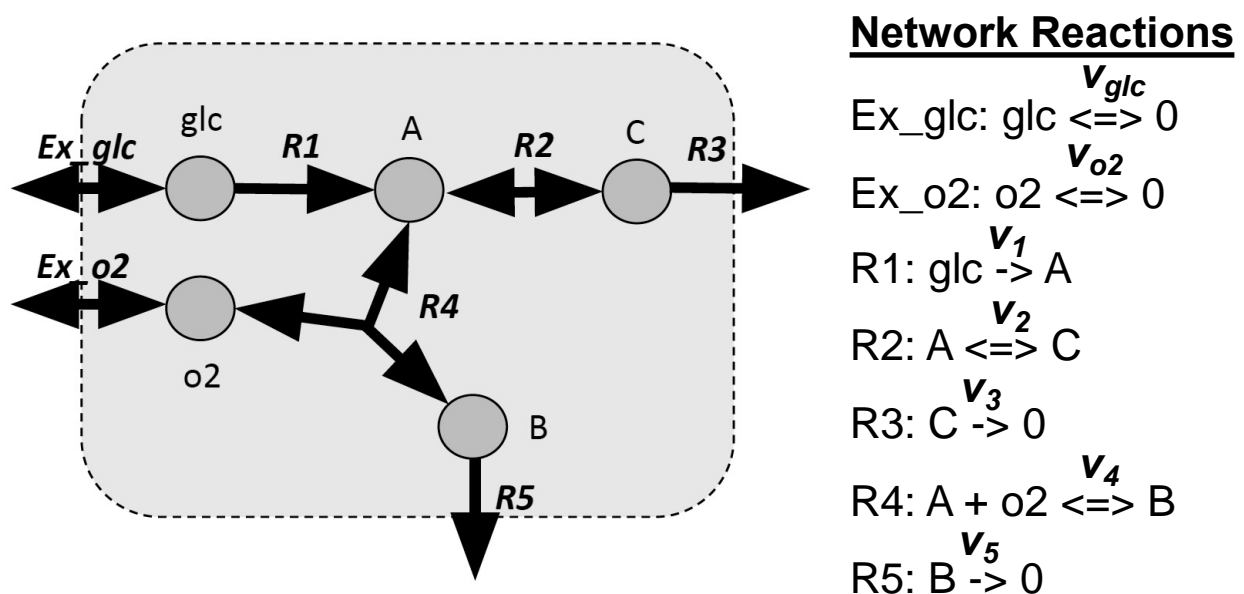 glc
A
C
Ex_glc
R1
R2
R3
Ex_o2
R4
o2
B
R5
Network Reactions
v_glc
Ex_glc: glc <=> 0
v_o2
Ex_o2: o2 <=> 0
v_1
R1: glc -> A
v_2
R2: A <=> C
v_3
R3: C -> 0
v_4
R4: A + o2 <=> B
v_5
R5: B -> 0